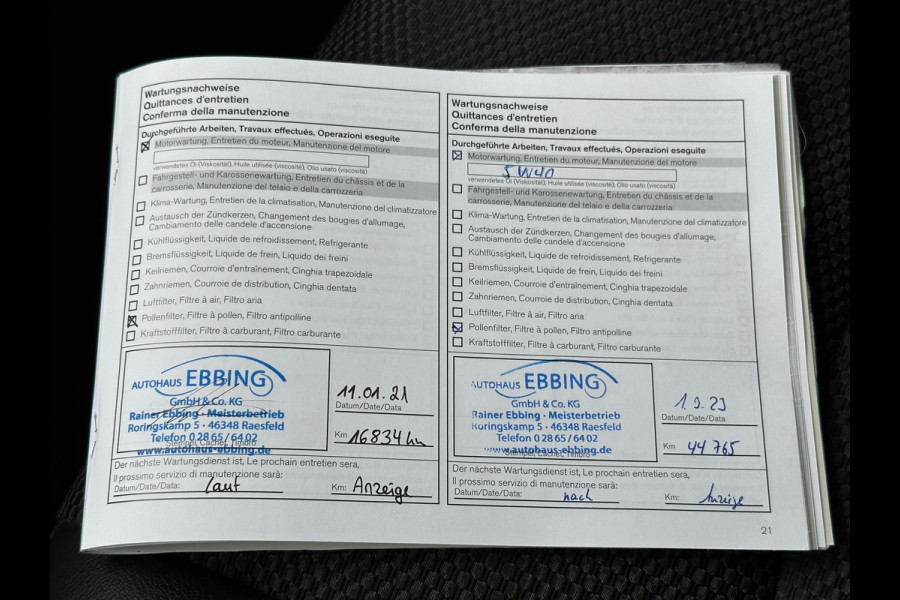 Wartungsnachweise
Quittances d'entretien
Conferma della manutenzione
Durchgeführte Arbeiten, Travaux effectués, Operazioni eseguite
Motorwartung, Entretien du moteur, Manutenzione del motore
verwendetes Öl (Viskosität), Huile utilisée (viscosité), Olio usato (viscosità)
Fahrgestell- und Karosseriewartung, Entretien du châssis et de la
carrosserie, Manutenzione del telaio e della carrozzeria
Klima-Wartung, Entretien de la climatisation, Manutenzione del climatizzatore
Austausch der Zündkerzen, Changement des bougies d'allumage,
Cambiamento delle candele d'accensione
Kühlflüssigkeit, Liquide de refroidissement, Refrigerante
Bremsflüssigkeit, Liquide de frein, Liquido dei freini
Keilriemen, Courroie d'entraînement, Cinghia trapezoidale
Zahnriemen, Courroie de distribution, Cinghia dentata
Luftfilter, Filtre à air, Filtro aria
Pollenfilter, Filtre à pollen, Filtro antipolline
Kraftstofffilter, Filtre à carburant, Filtro carburante
AUTOHAUS EBBING
GmbH & Co. KG
Rainer Ebbing · Meisterbetrieb
Roringskamp 5 · 46348 Raesfeld
Telefon 0 28 65 / 64 02
Stempel, Cachet, Timbro
www.autohaus-ebbing.de
11.01.21
Datum/Date/Data
Km 16834 km
Der nächste Wartungsdienst ist, Le prochain entretien sera,
Il prossimo servizio di manutenzione sarà:
Datum/Date/Data: laut Km: Anzeige
Wartungsnachweise
Quittances d'entretien
Conferma della manutenzione
Durchgeführte Arbeiten, Travaux effectués, Operazioni eseguite
Motorwartung, Entretien du moteur, Manutenzione del motore
5W40
verwendetes Öl (Viskosität), Huile utilisée (viscosité), Olio usato (viscosità)
Fahrgestell- und Karosseriewartung, Entretien du châssis et de la
carrosserie, Manutenzione del telaio e della carrozzeria
Klima-Wartung, Entretien de la climatisation, Manutenzione del climatizzatore
Austausch der Zündkerzen, Changement des bougies d'allumage,
Cambiamento delle candele d'accensione
Kühlflüssigkeit, Liquide de refroidissement, Refrigerante
Bremsflüssigkeit, Liquide de frein, Liquido dei freini
Keilriemen, Courroie d'entraînement, Cinghia trapezoidale
Zahnriemen, Courroie de distribution, Cinghia dentata
Luftfilter, Filtre à air, Filtro aria
Pollenfilter, Filtre à pollen, Filtro antipolline
Kraftstofffilter, Filtre à carburant, Filtro carburante
AUTOHAUS EBBING
GmbH & Co. KG
Rainer Ebbing · Meisterbetrieb
Roringskamp 5 · 46348 Raesfeld
Telefon 0 28 65 / 64 02
www.autohaus-ebbing.de
Stempel, Cachet, Timbro
1.9.23
Datum/Date/Data
Km 44 765
Der nächste Wartungsdienst ist, Le prochain entretien sera,
Il prossimo servizio di manutenzione sarà:
Datum/Date/Data: nach Km: Anzeige
21